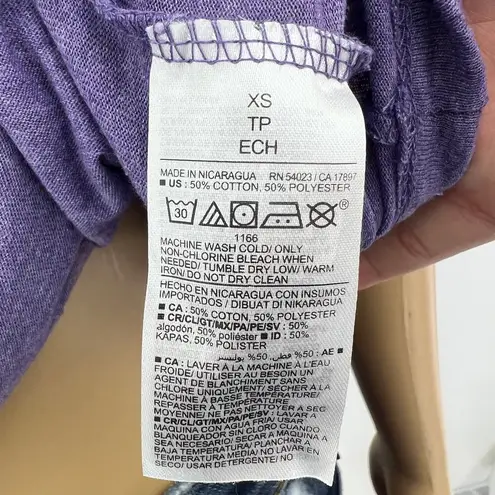 XS
TP
ECH
MADE IN NICARAGUA RN 54023 / CA 17897
■ US : 50% COTTON, 50% POLYESTER
30
®
1166
MACHINE WASH COLD/ ONLY
NON-CHLORINE BLEACH WHEN
NEEDED/ TUMBLE DRY LOW/ WARM
IRON/ DO NOT DRY CLEAN
HECHO EN NICARAGUA CON INSUMOS
IMPORTADOS / DIBUAT DI NIKARAGUA
■ CA : 50% COTTON, 50% POLYESTER
■ CR/CL/GT/MX/PA/PE/SV : 50%
algodón, 50% poliéster ■ ID : 50%
KAPAS, 50% POLISTER
■ AE : 50% قطن, 50% بوليستر
■ CA : LAVER À LA MACHINE À L'EAU
FROIDE/ UTILISER AU BESOIN UN
AGENT DE BLANCHIMENT SANS
CHLORE UNIQUEMENT/ SÉCHER À LA
MACHINE À BASSE TEMPÉRATURE/
REPASSER À TEMPÉRATURE
MOYENNE/ NE PAS NETTOYER À SEC
■ CR/CL/GT/MX/PA/PE/SV : LAVAR A
MAQUINA CON AGUA FRIA/ USAR
BLANQUEADOR SIN CLORO CUANDO
SEA NECESARIO/ SECAR A MAQUINA A
BAJA TEMPERATURA/ PLANCHAR A
TEMPERATURA MEDIA/ NO LAVAR EN
SECO/ USAR DETERGENTE/ NO